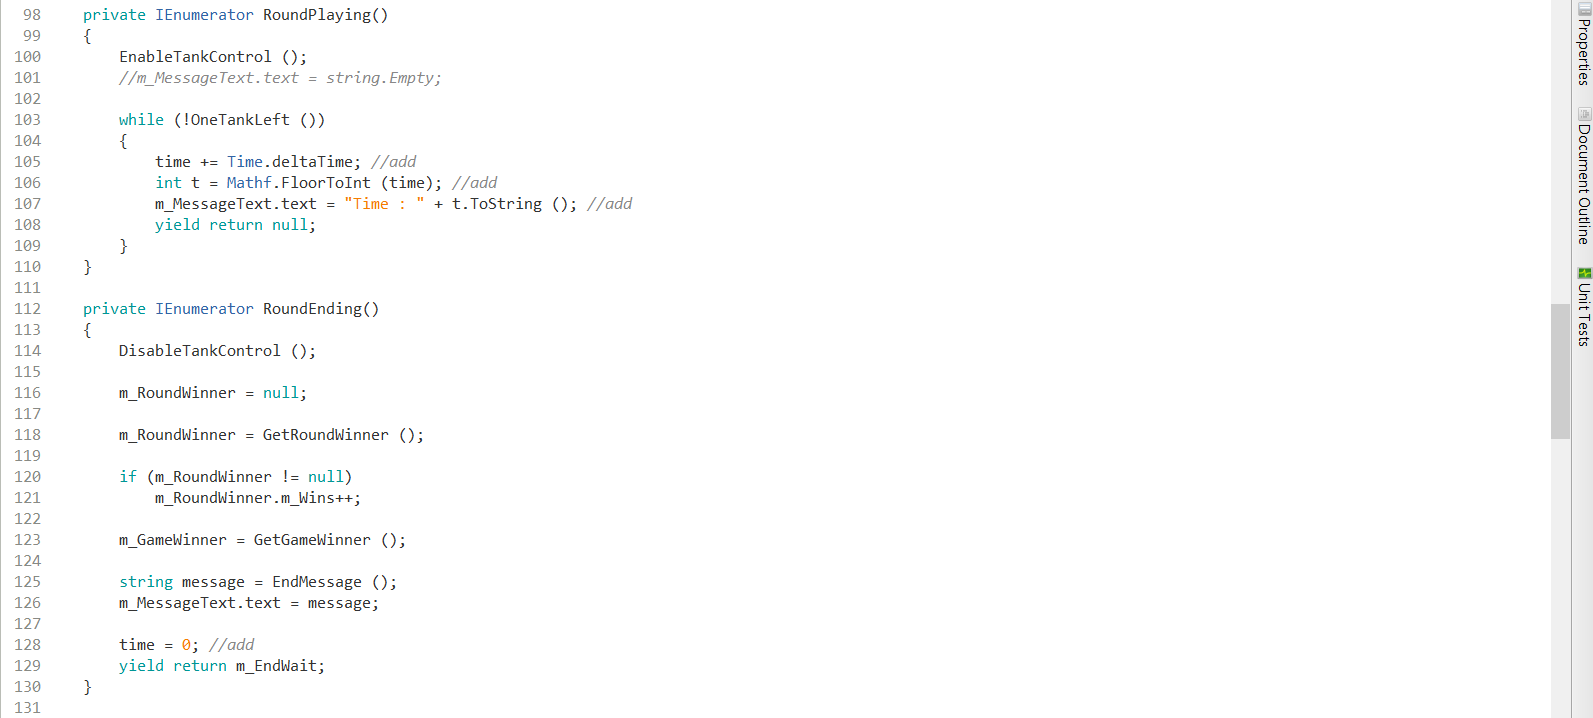 98 private IEnumerator RoundPlaying()
99 {
100 EnableTankControl ();
101 //m_MessageText.text = string.Empty;
102
103 while (!OneTankLeft ())
104 {
105 time += Time.deltaTime; //add
106 int t = Mathf.FloorToInt (time); //add
107 m_MessageText.text = "Time : " + t.ToString (); //add
108 yield return null;
109 }
110 }
111
112 private IEnumerator RoundEnding()
113 {
114 DisableTankControl ();
115
116 m_RoundWinner = null;
117
118 m_RoundWinner = GetRoundWinner ();
119
120 if (m_RoundWinner != null)
121 m_RoundWinner.m_Wins++;
122
123 m_GameWinner = GetGameWinner ();
124
125 string message = EndMessage ();
126 m_MessageText.text = message;
127
128 time = 0; //add
129 yield return m_EndWait;
130 }
131
Properties
Document Outline
Unit Tests